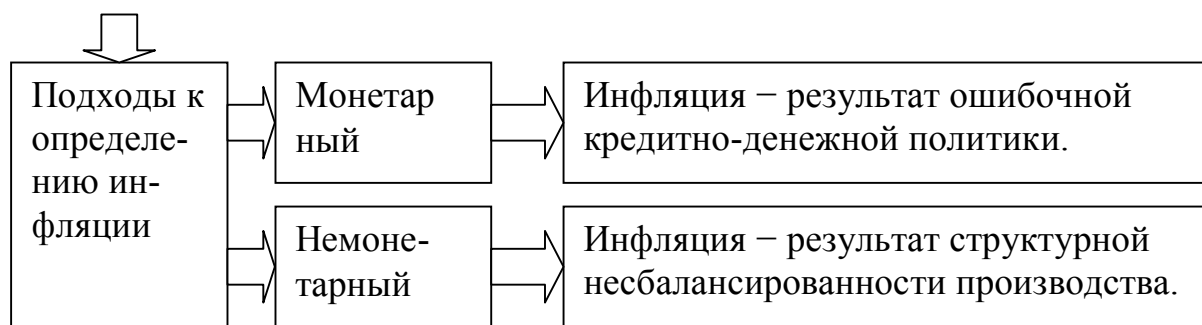 Подходы к
определе-
нию ин-
фляции
Монетар
ный
Инфляция − результат ошибочной
кредитно-денежной политики.
Немоне-
тарный
Инфляция − результат структурной
несбалансированности производства.